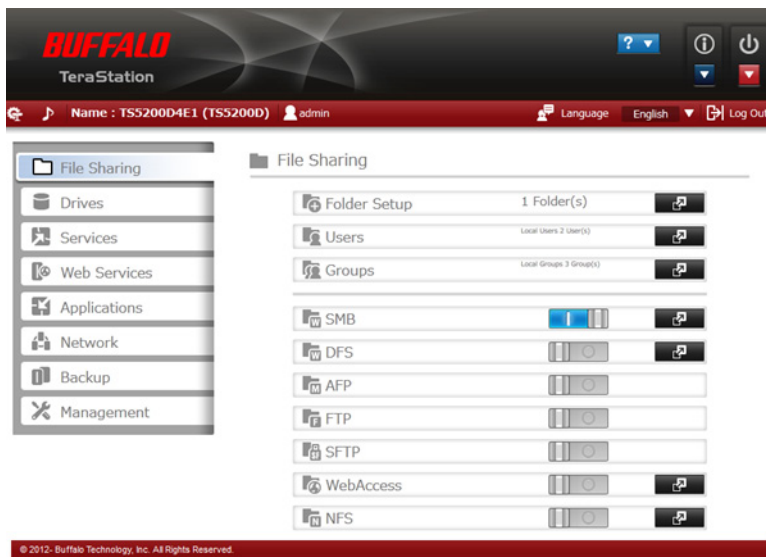 BUFFALO
TeraStation
?
Name : TS5200D4E1 (TS5200D) admin Language English Log Out
File Sharing
Drives
Services
Web Services
Applications
Network
Backup
Management
File Sharing
Folder Setup 1 Folder(s)
Users Local Users 2 User(s)
Groups Local Groups 3 Group(s)
SMB
DFS
AFP
FTP
SFTP
WebAccess
NFS
© 2012- Buffalo Technology, Inc. All Rights Reserved.